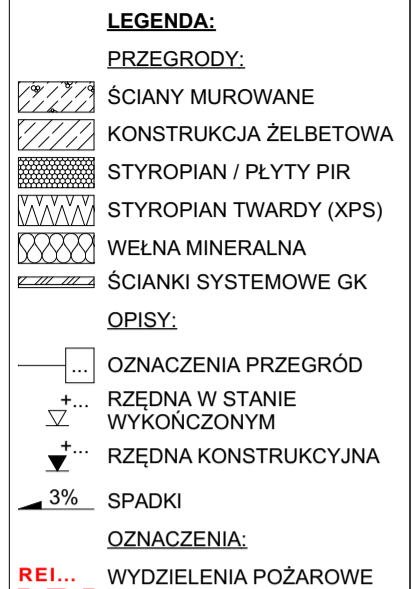 LEGENDA:
PRZEGRODY:
ŚCIANY MUROWANE
KONSTRUKCJA ŻELBETOWA
STYROPIAN / PŁYTY PIR
STYROPIAN TWARDY (XPS)
WEŁNA MINERALNA
ŚCIANKI SYSTEMOWE GK
OPISY:
... OZNACZENIA PRZEGRÓD
+... RZĘDNA W STANIE
WYKOŃCZONYM
+... RZĘDNA KONSTRUKCYJNA
3% SPADKI
OZNACZENIA:
REI... WYDZIELENIA POŻAROWE